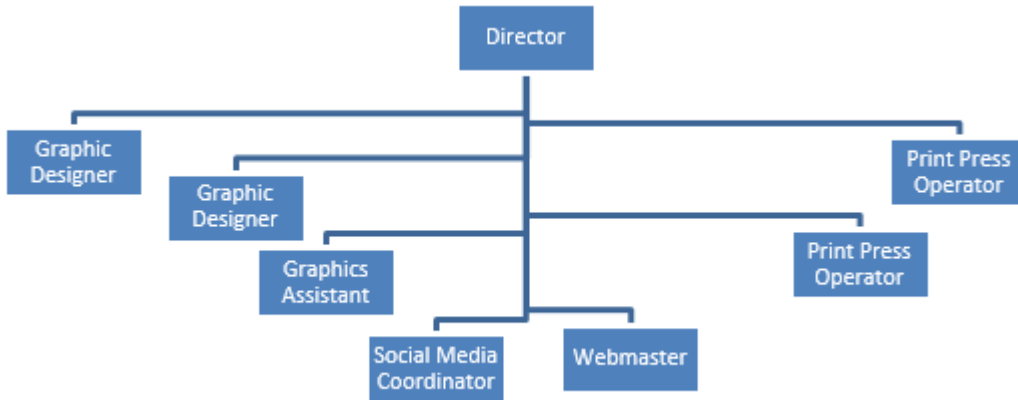 Director
Graphic
Designer
Print Press
Operator
Graphic
Designer
Print Press
Operator
Graphics
Assistant
Social Media
Coordinator
Webmaster